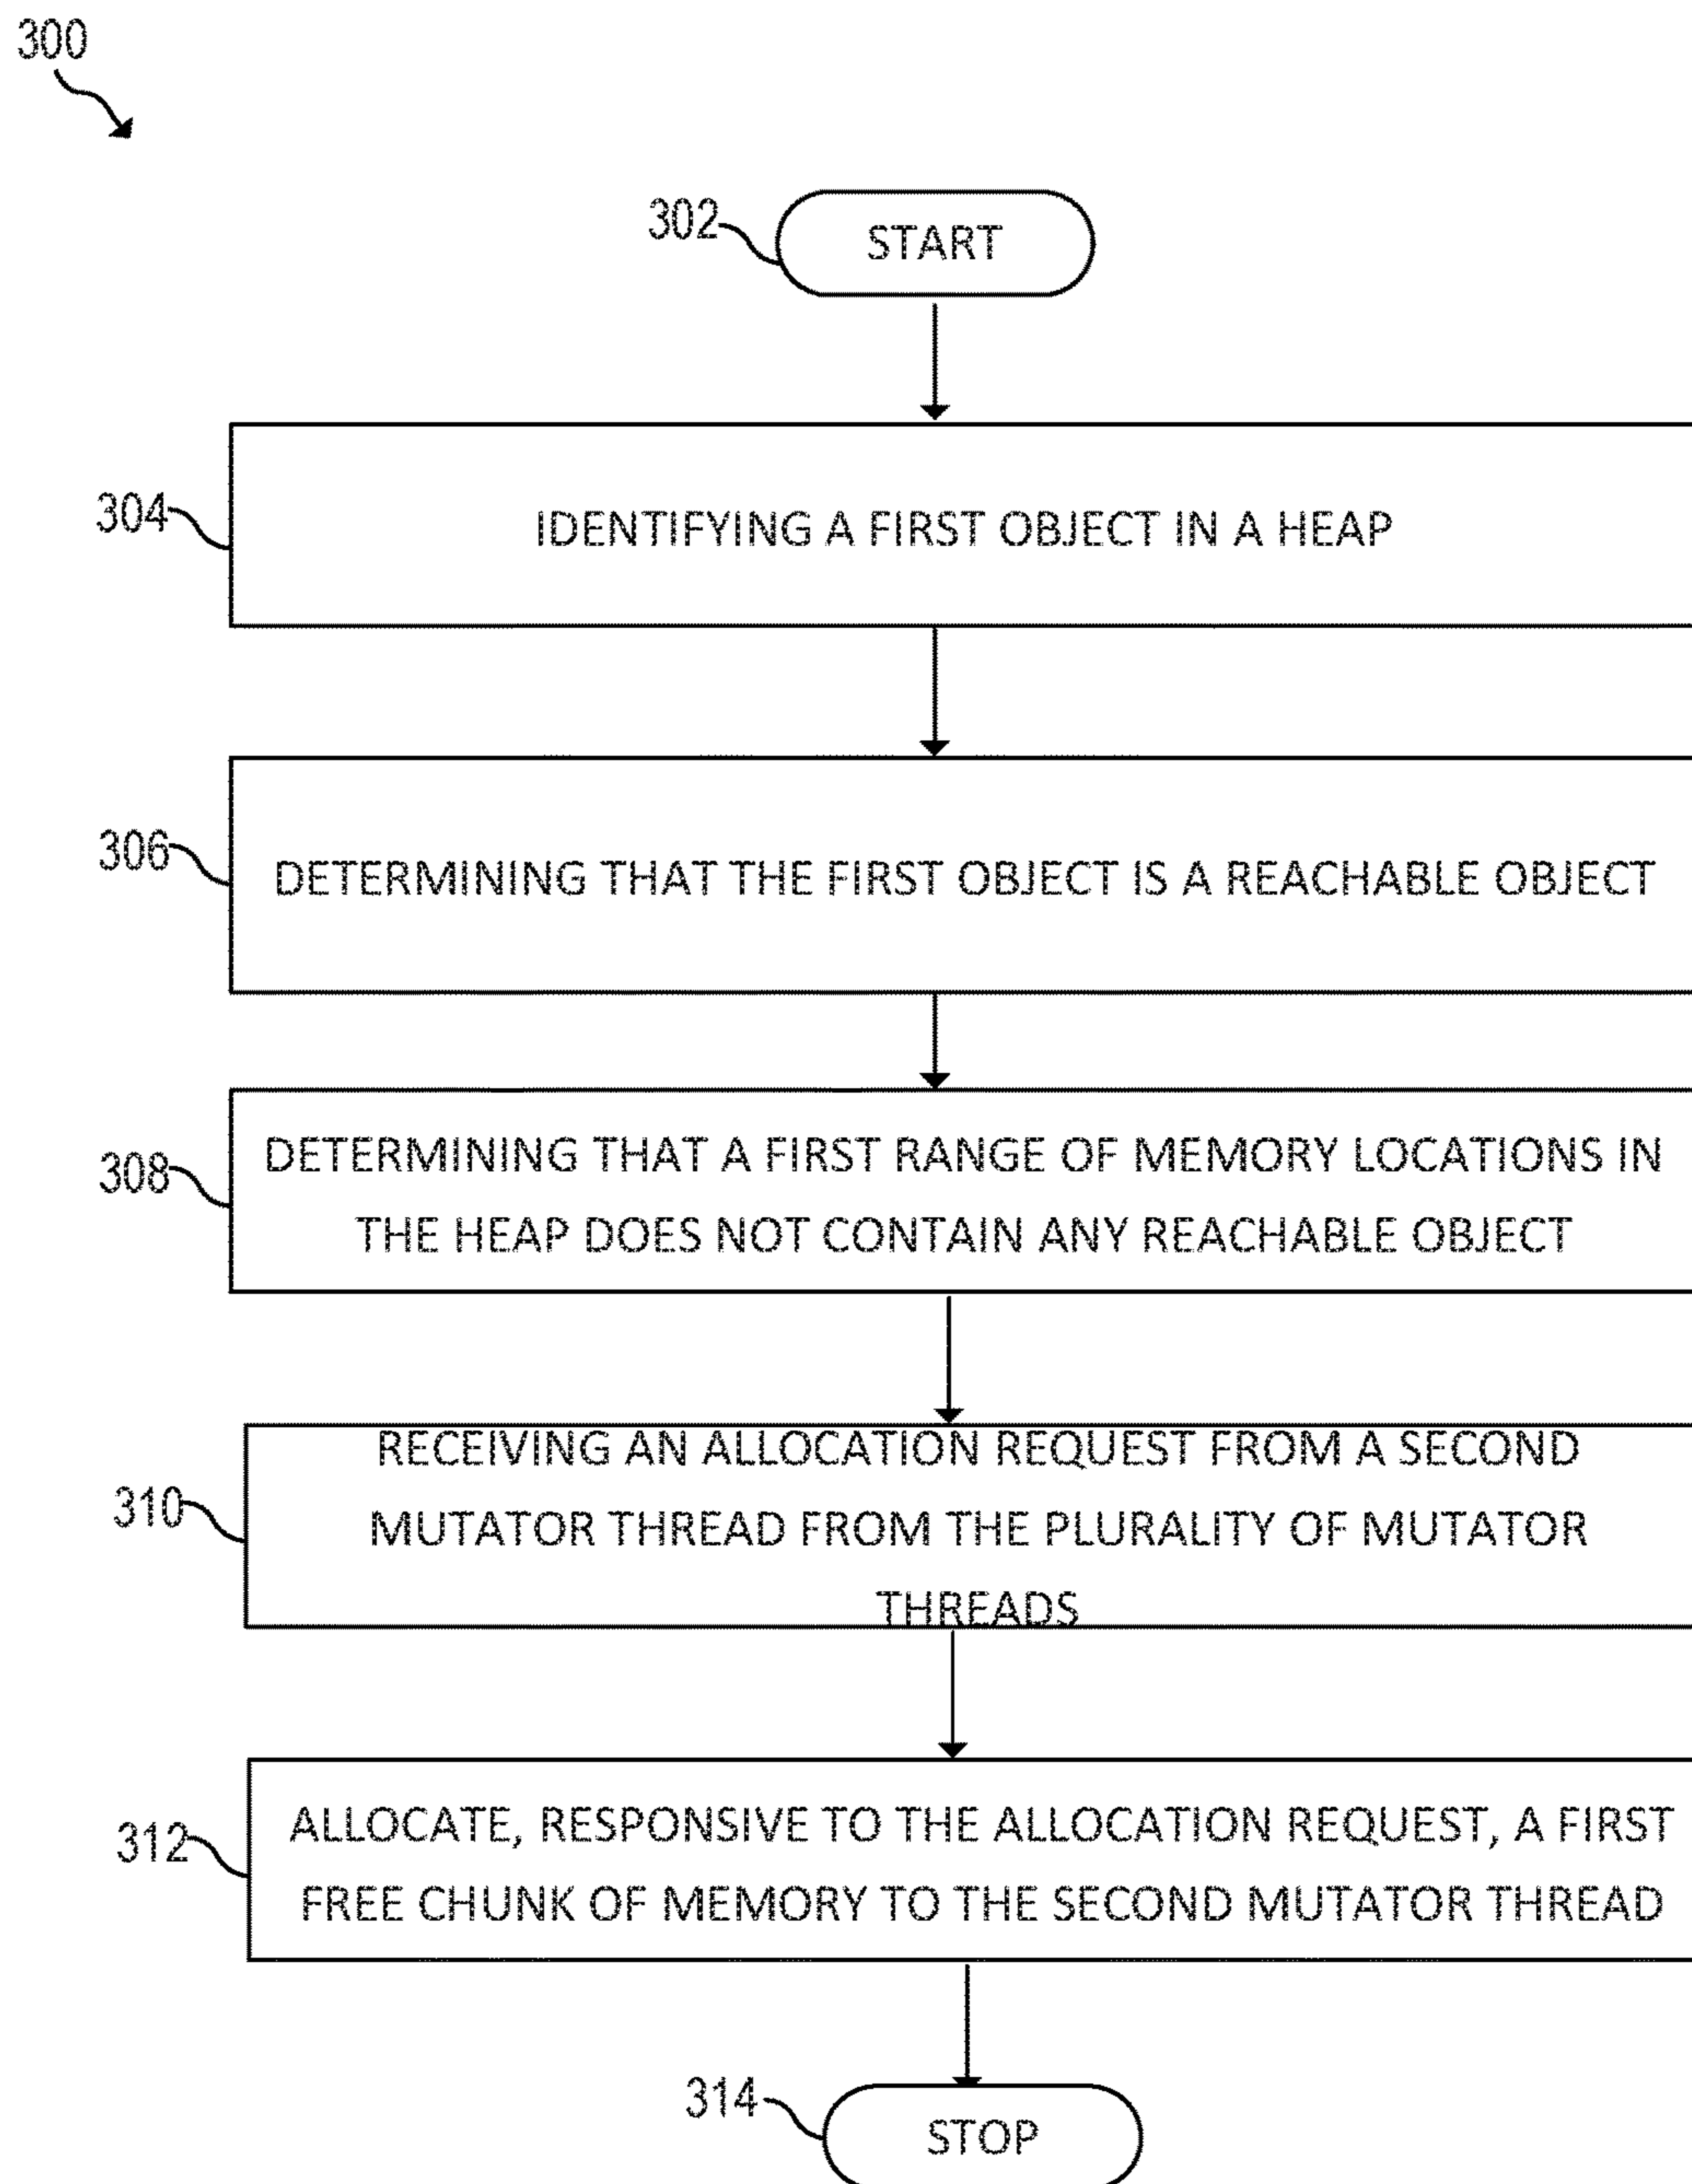 300
302
START
304
IDENTIFYING A FIRST OBJECT IN A HEAP
306
DETERMINING THAT THE FIRST OBJECT IS A REACHABLE OBJECT
308
DETERMINING THAT A FIRST RANGE OF MEMORY LOCATIONS IN
THE HEAP DOES NOT CONTAIN ANY REACHABLE OBJECT
310
RECEIVING AN ALLOCATION REQUEST FROM A SECOND
MUTATOR THREAD FROM THE PLURALITY OF MUTATOR
THREADS
312
ALLOCATE, RESPONSIVE TO THE ALLOCATION REQUEST, A FIRST
FREE CHUNK OF MEMORY TO THE SECOND MUTATOR THREAD
314
STOP